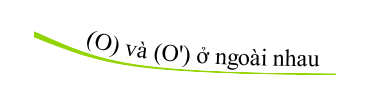 (O) và (O') ở ngoài nhau